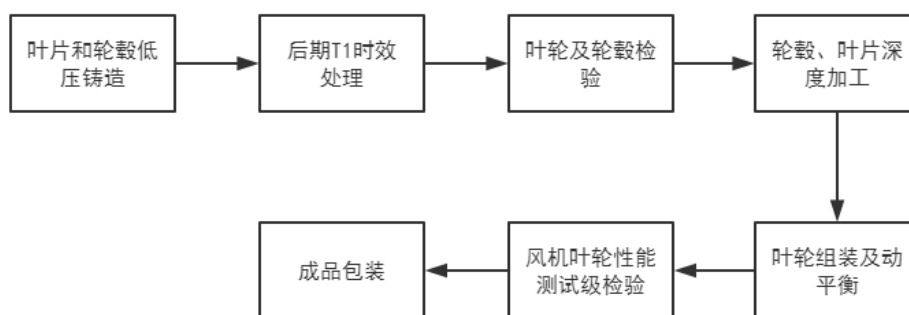 叶片和轮毂低
压铸造
后期T1时效
处理
叶轮及轮毂检
验
轮毂、叶片深
度加工
叶轮组装及动
平衡
风机叶轮性能
测试级检验
成品包装